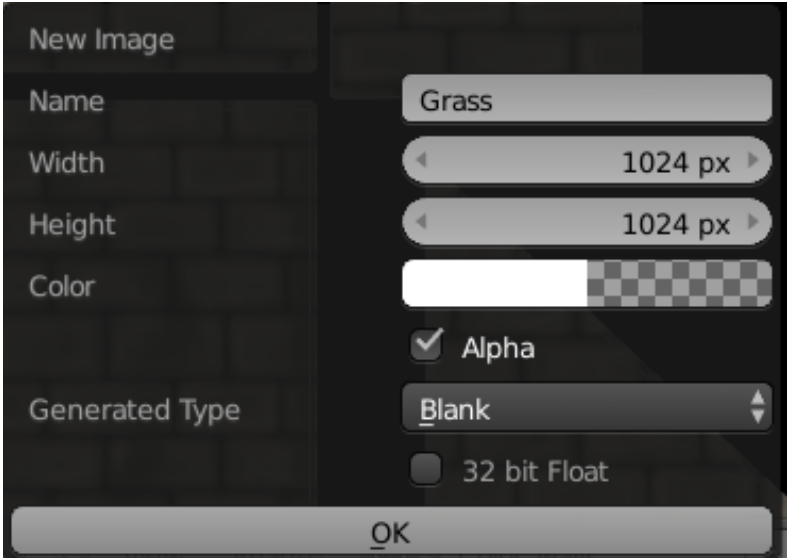 New Image
Name Grass
Width 1024 px
Height 1024 px
Color
Alpha
Generated Type Blank
32 bit Float
OK